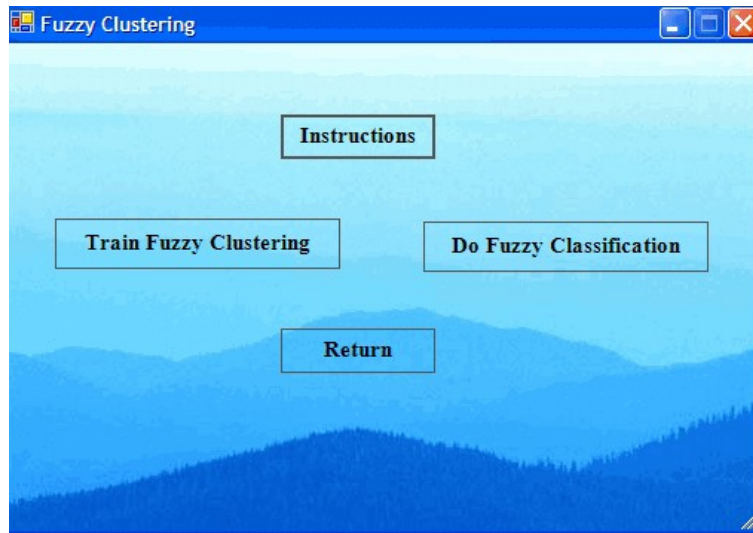 Fuzzy Clustering
Instructions
Train Fuzzy Clustering
Do Fuzzy Classification
Return